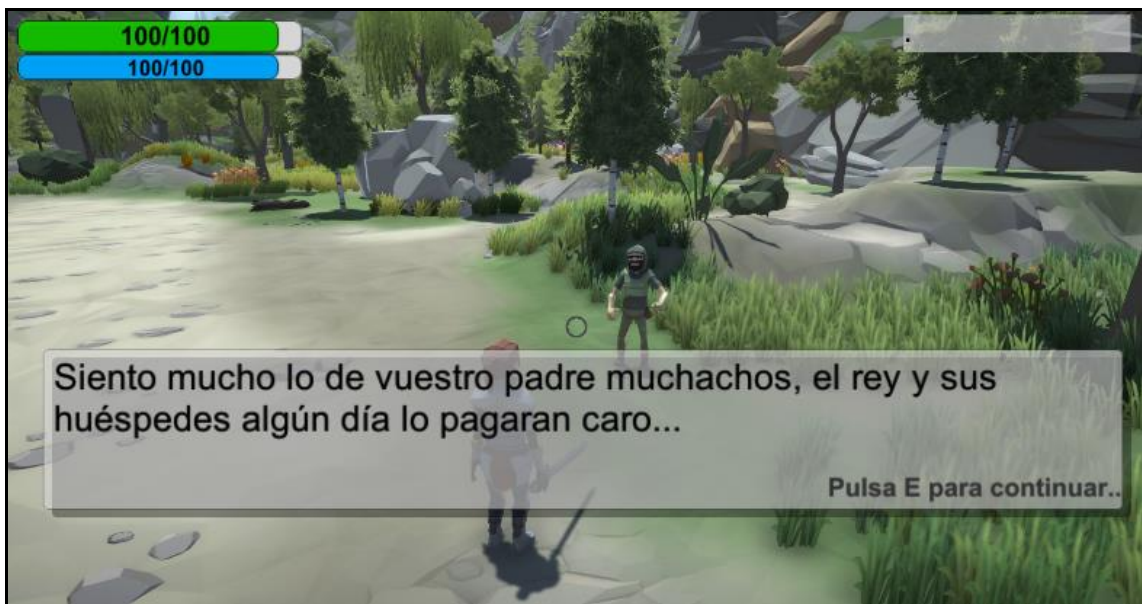 100/100
100/100
.
Siento mucho lo de vuestro padre muchachos, el rey y sus
huéspedes algún día lo pagaran caro...
Pulsa E para continuar..